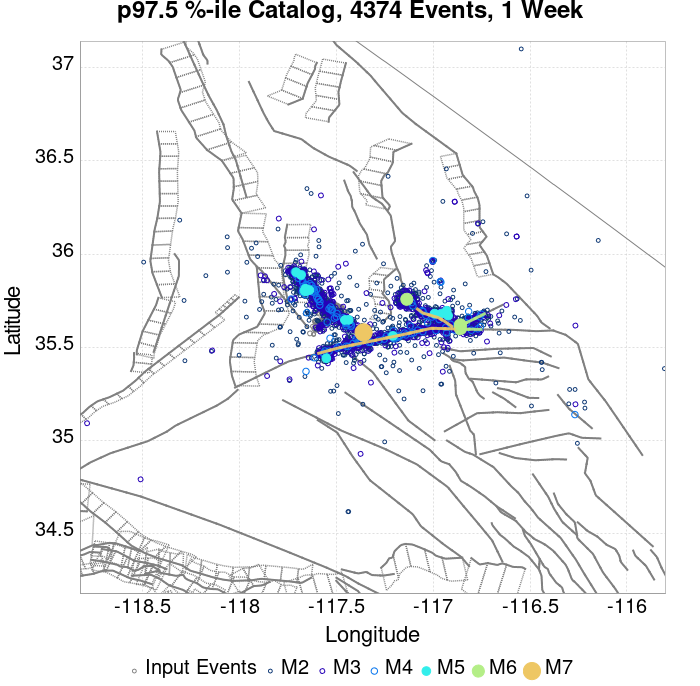 p97.5 %-ile Catalog, 4374 Events, 1 Week
37
36.5
36
35.5
35
34.5
Latitude
-118.5 -118 -117.5 -117 -116.5 -116
Longitude
Input Events M2 M3 M4 M5 M6 M7